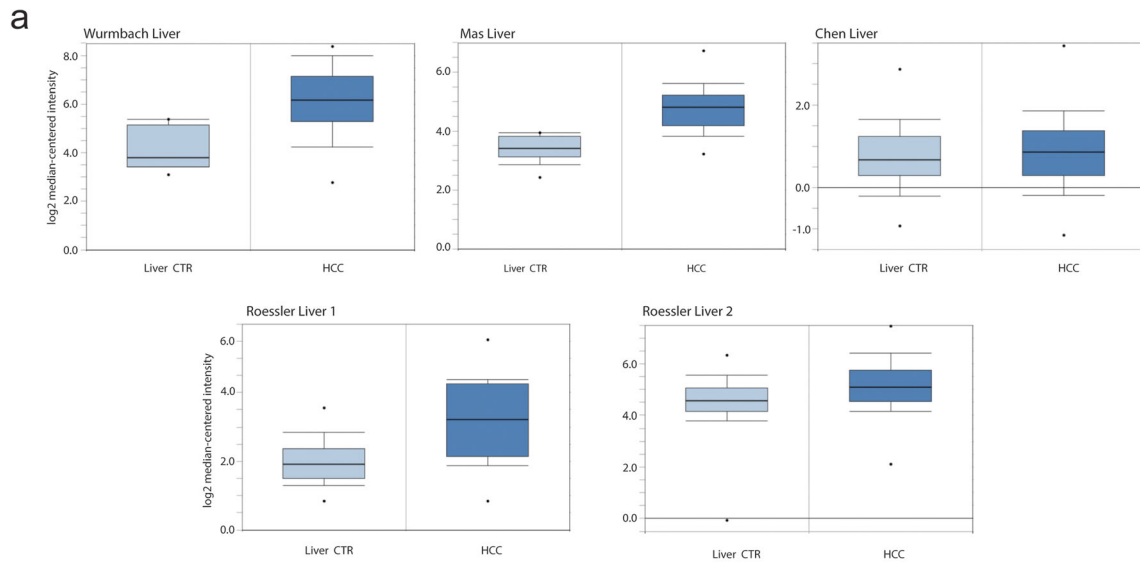 a
Wurmbach Liver
Mas Liver
Chen Liver
log2 median-centered intensity
8.0
6.0
4.0
2.0
0.0
6.0
4.0
2.0
0.0
2.0
0.0
-1.0
Liver CTR
HCC
Liver CTR
HCC
Liver CTR
HCC
Roessler Liver 1
Roessler Liver 2
log2 median-centered intensity
6.0
4.0
2.0
0.0
6.0
4.0
2.0
0.0
Liver CTR
HCC
Liver CTR
HCC